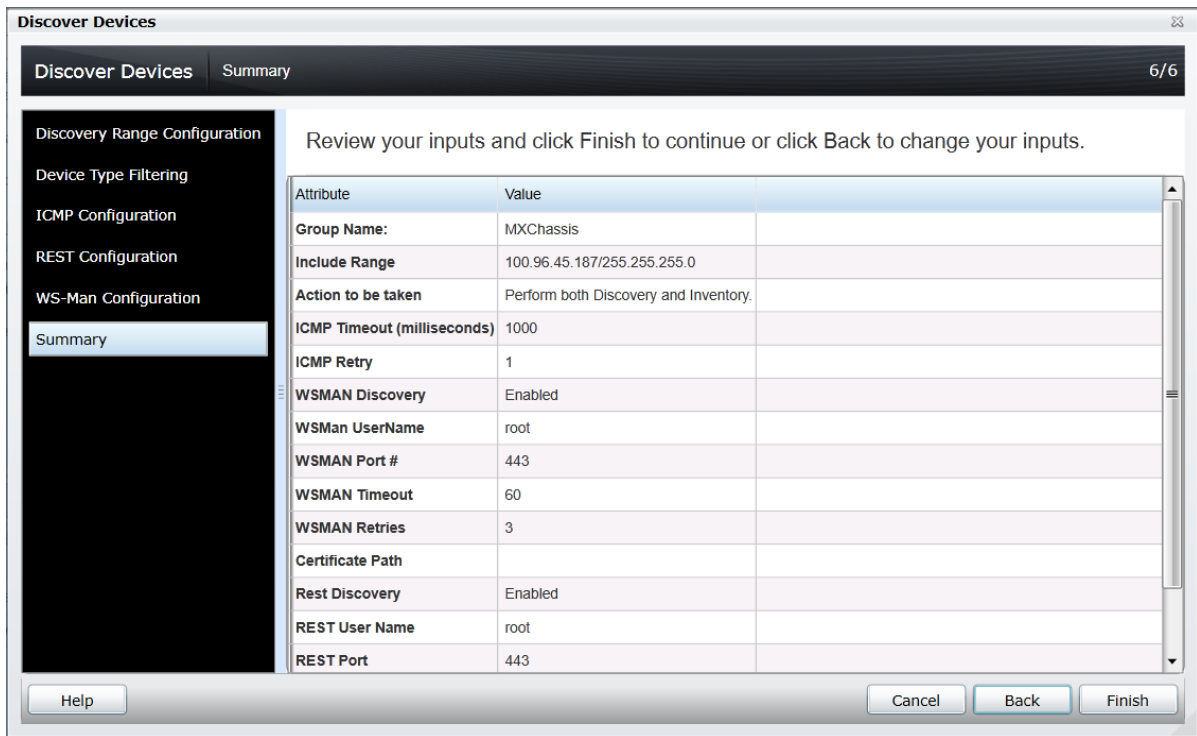 Discover Devices
Discover Devices Summary 6/6
Discovery Range Configuration
Device Type Filtering
ICMP Configuration
REST Configuration
WS-Man Configuration
Summary
Review your inputs and click Finish to continue or click Back to change your inputs.
Attribute Value
Group Name: MXChassis
Include Range 100.96.45.187/255.255.255.0
Action to be taken Perform both Discovery and Inventory.
ICMP Timeout (milliseconds) 1000
ICMP Retry 1
WSMAN Discovery Enabled
WSMan UserName root
WSMAN Port # 443
WSMAN Timeout 60
WSMAN Retries 3
Certificate Path
Rest Discovery Enabled
REST User Name root
REST Port 443
Help Cancel Back Finish